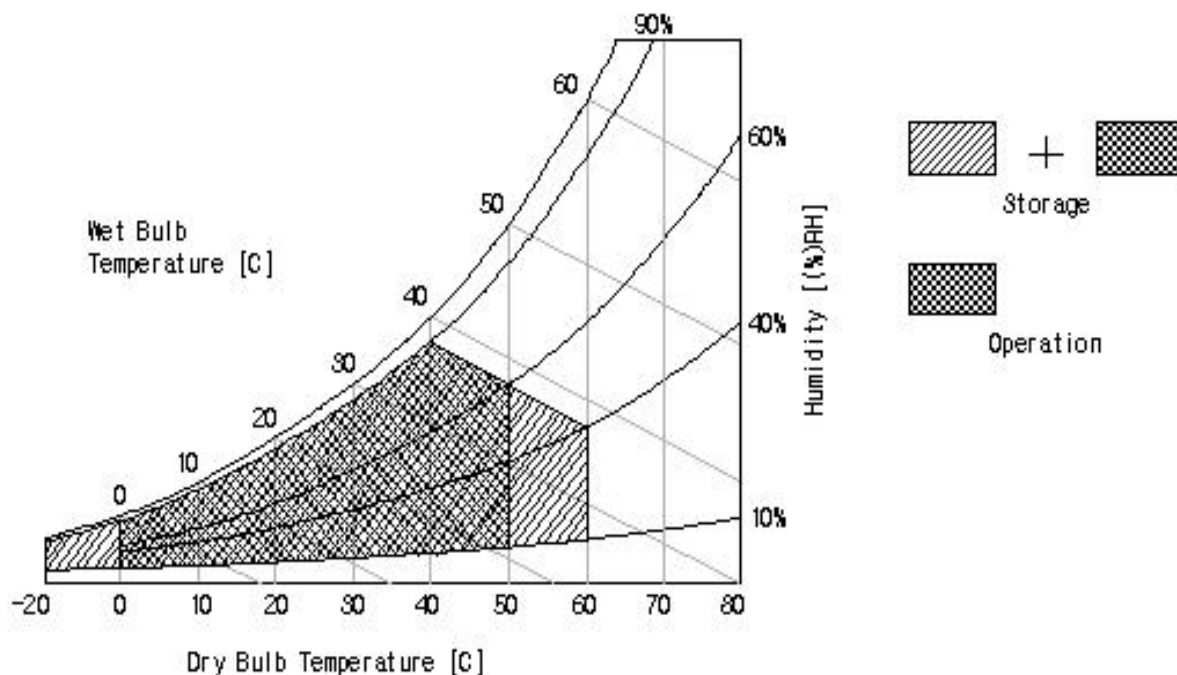 90%
60
60%
50
Wet Bulb
Temperature [C]
Storage
40
Humidity [(%)RH]
40%
Operation
30
20
10
0
10%
-20 0 10 20 30 40 50 60 70 80
Dry Bulb Temperature [C]